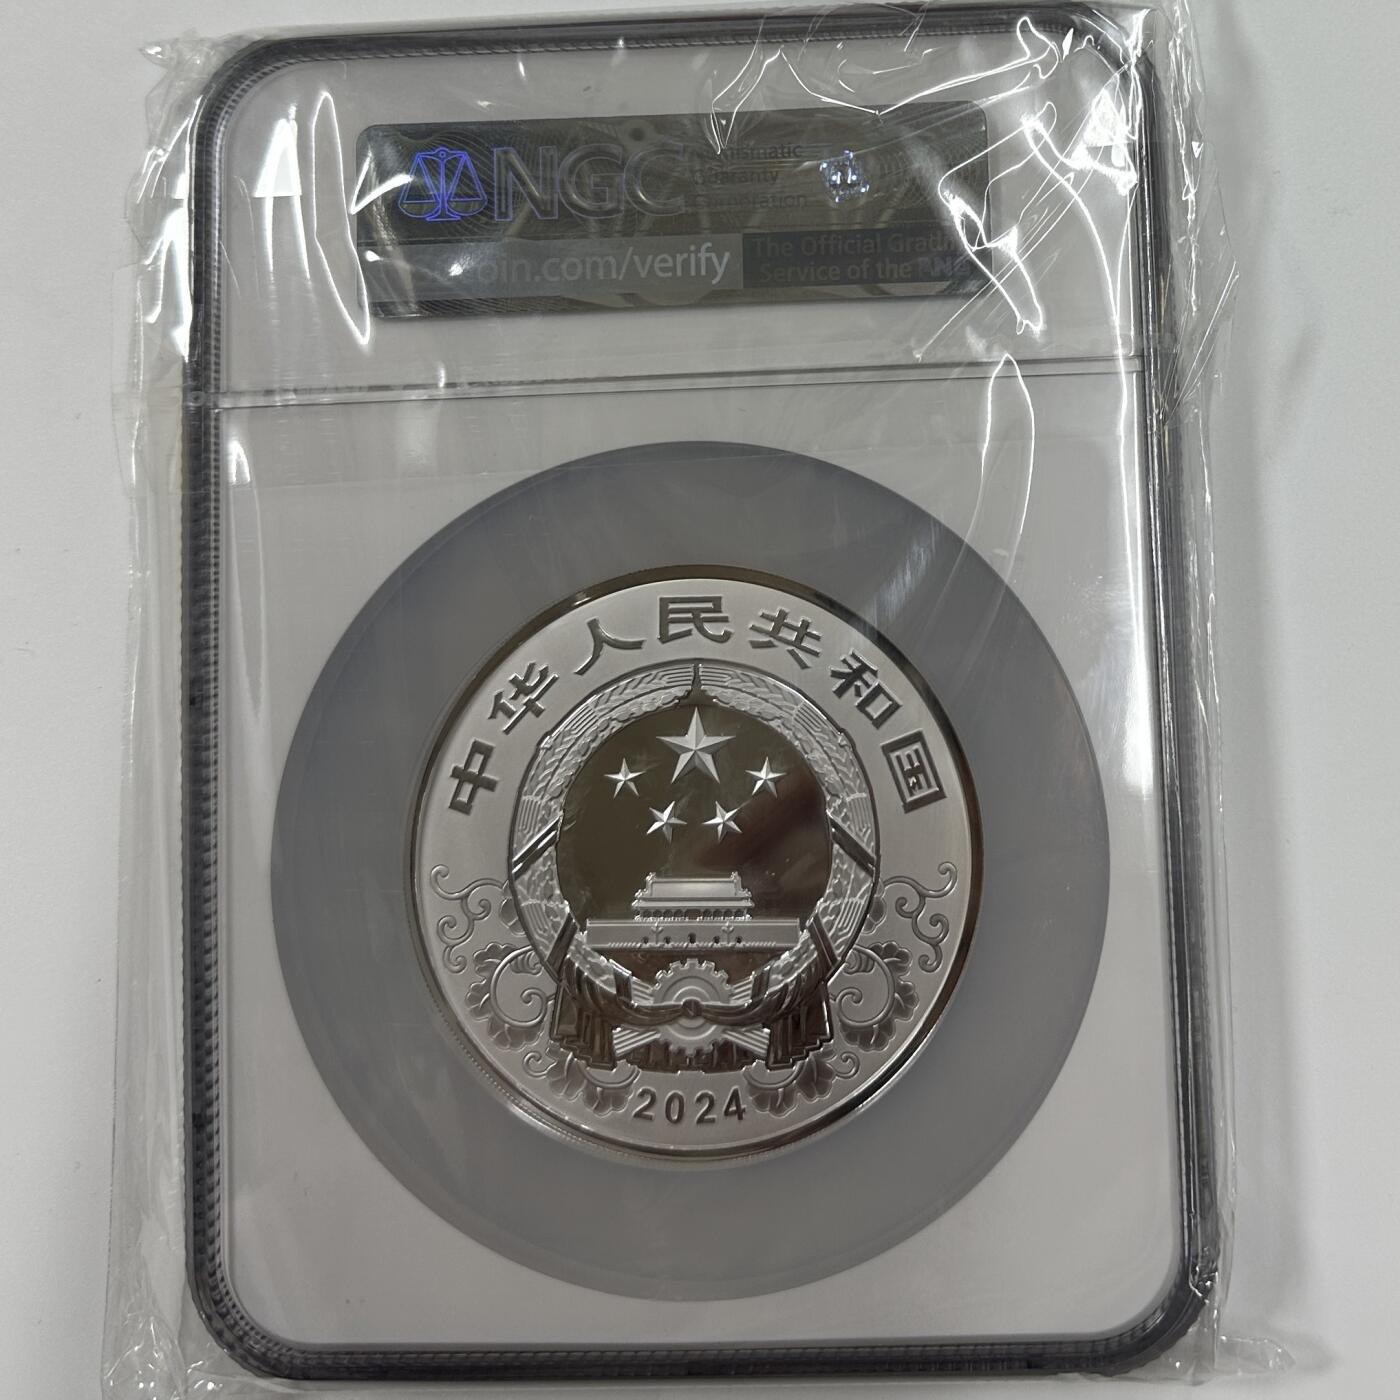 NGC
Guaranty
Corporation
coin.com/verify
The Official Grading
Service of the ANA
中华人民共和国
2024